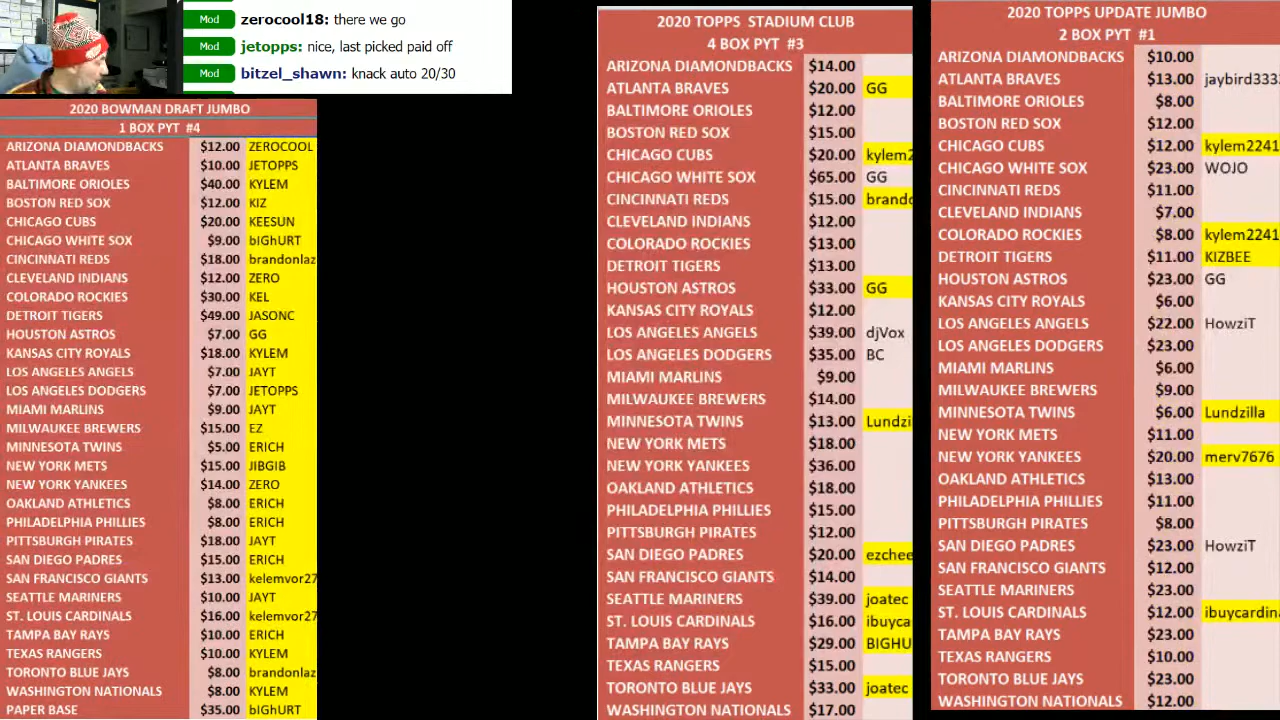 Mod zerocool18: there we go
Mod jetopps: nice, last picked paid off
Mod bitzel_shawn: knack auto 20/30
2020 BOWMAN DRAFT JUMBO
1 BOX PYT #4
ARIZONA DIAMONDBACKS $12.00 ZEROCOOL
ATLANTA BRAVES $10.00 JETOPPS
BALTIMORE ORIOLES $40.00 KYLEM
BOSTON RED SOX $12.00 KIZ
CHICAGO CUBS $20.00 KEESUN
CHICAGO WHITE SOX $9.00 bIGhURT
CINCINNATI REDS $18.00 brandonlaz
CLEVELAND INDIANS $12.00 ZERO
COLORADO ROCKIES $30.00 KEL
DETROIT TIGERS $49.00 JASONC
HOUSTON ASTROS $7.00 GG
KANSAS CITY ROYALS $18.00 KYLEM
LOS ANGELES ANGELS $7.00 JAYT
LOS ANGELES DODGERS $7.00 JETOPPS
MIAMI MARLINS $9.00 JAYT
MILWAUKEE BREWERS $15.00 EZ
MINNESOTA TWINS $5.00 ERICH
NEW YORK METS $15.00 JIBGIB
NEW YORK YANKEES $14.00 ZERO
OAKLAND ATHLETICS $8.00 ERICH
PHILADELPHIA PHILLIES $8.00 ERICH
PITTSBURGH PIRATES $18.00 JAYT
SAN DIEGO PADRES $15.00 ERICH
SAN FRANCISCO GIANTS $13.00 kelemvor27
SEATTLE MARINERS $10.00 JAYT
ST. LOUIS CARDINALS $16.00 kelemvor27
TAMPA BAY RAYS $10.00 ERICH
TEXAS RANGERS $10.00 KYLEM
TORONTO BLUE JAYS $8.00 brandonlaz
WASHINGTON NATIONALS $8.00 KYLEM
PAPER BASE $35.00 bIGhURT
2020 TOPPS STADIUM CLUB
4 BOX PYT #3
ARIZONA DIAMONDBACKS $14.00
ATLANTA BRAVES $20.00 GG
BALTIMORE ORIOLES $12.00
BOSTON RED SOX $15.00
CHICAGO CUBS $20.00 kylem2
CHICAGO WHITE SOX $65.00 GG
CINCINNATI REDS $15.00 brando
CLEVELAND INDIANS $12.00
COLORADO ROCKIES $13.00
DETROIT TIGERS $13.00
HOUSTON ASTROS $33.00 GG
KANSAS CITY ROYALS $12.00
LOS ANGELES ANGELS $39.00 djVox
LOS ANGELES DODGERS $35.00 BC
MIAMI MARLINS $9.00
MILWAUKEE BREWERS $14.00
MINNESOTA TWINS $13.00 Lundzi
NEW YORK METS $18.00
NEW YORK YANKEES $36.00
OAKLAND ATHLETICS $18.00
PHILADELPHIA PHILLIES $15.00
PITTSBURGH PIRATES $12.00
SAN DIEGO PADRES $20.00 ezchee
SAN FRANCISCO GIANTS $14.00
SEATTLE MARINERS $39.00 joatec
ST. LOUIS CARDINALS $16.00 ibuyca
TAMPA BAY RAYS $29.00 BIGHU
TEXAS RANGERS $15.00
TORONTO BLUE JAYS $33.00 joatec
WASHINGTON NATIONALS $17.00
2020 TOPPS UPDATE JUMBO
2 BOX PYT #1
ARIZONA DIAMONDBACKS $10.00
ATLANTA BRAVES $13.00 jaybird333
BALTIMORE ORIOLES $8.00
BOSTON RED SOX $12.00
CHICAGO CUBS $12.00 kylem2241
CHICAGO WHITE SOX $23.00 WOJO
CINCINNATI REDS $11.00
CLEVELAND INDIANS $7.00
COLORADO ROCKIES $8.00 kylem2241
DETROIT TIGERS $11.00 KIZBEE
HOUSTON ASTROS $23.00 GG
KANSAS CITY ROYALS $6.00
LOS ANGELES ANGELS $22.00 HowziT
LOS ANGELES DODGERS $23.00
MIAMI MARLINS $6.00
MILWAUKEE BREWERS $9.00
MINNESOTA TWINS $6.00 Lundzilla
NEW YORK METS $11.00
NEW YORK YANKEES $20.00 merv7676
OAKLAND ATHLETICS $13.00
PHILADELPHIA PHILLIES $11.00
PITTSBURGH PIRATES $8.00
SAN DIEGO PADRES $23.00 HowziT
SAN FRANCISCO GIANTS $12.00
SEATTLE MARINERS $23.00
ST. LOUIS CARDINALS $12.00 ibuycardin
TAMPA BAY RAYS $23.00
TEXAS RANGERS $10.00
TORONTO BLUE JAYS $23.00
WASHINGTON NATIONALS $12.00